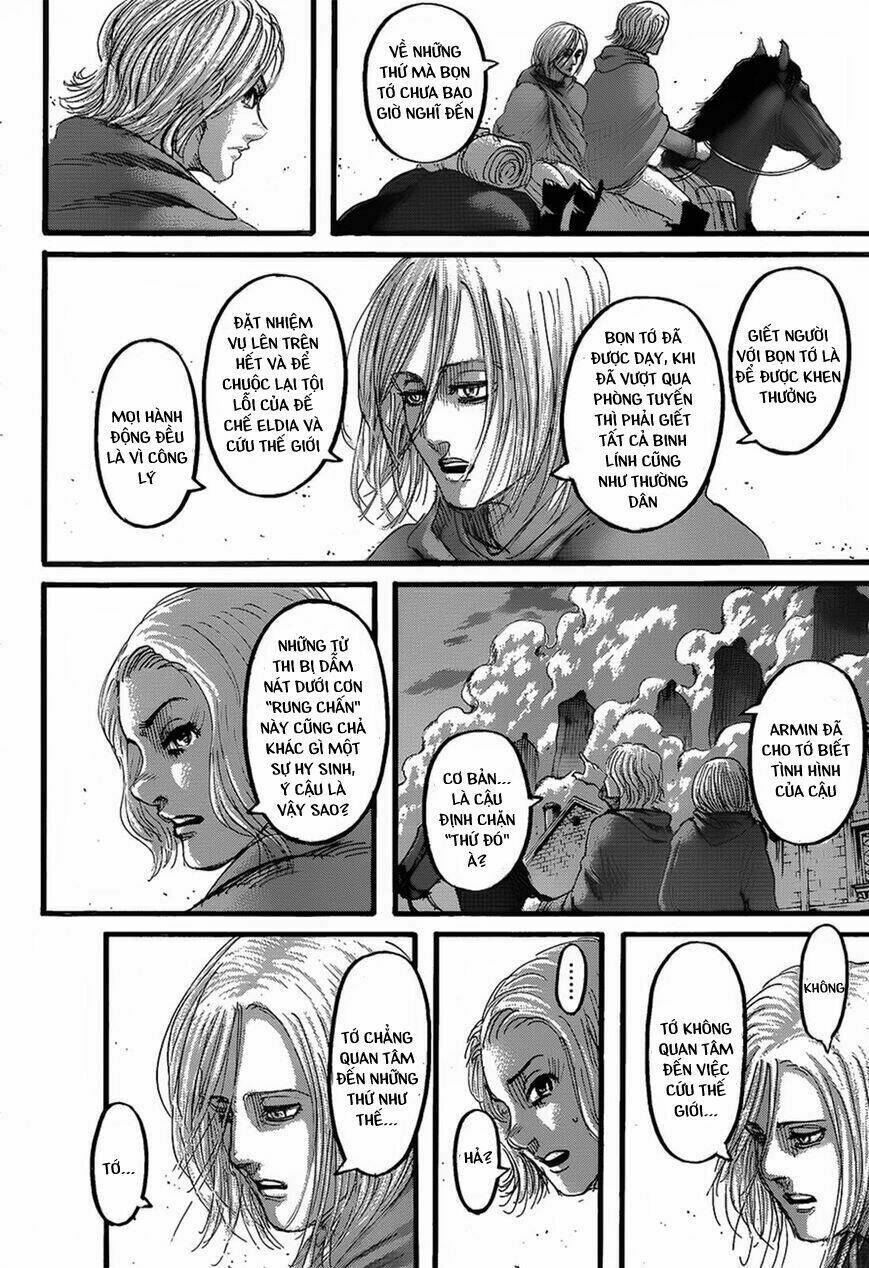 VỀ NHỮNG
THỨ MÀ BỌN
TỚ CHƯA BAO
GIỜ NGHĨ ĐẾN
GIẾT NGƯỜI
VỚI BỌN TỚ LÀ
ĐỂ ĐƯỢC KHEN
THƯỞNG
BỌN TỚ ĐÃ
ĐƯỢC DẠY, KHI
ĐÃ VƯỢT QUA
PHÒNG TUYẾN
THÌ PHẢI GIẾT
TẤT CẢ BINH
LÍNH CŨNG
NHƯ THƯỜNG
DÂN
ĐẶT NHIỆM
VỤ LÊN TRÊN
HẾT VÀ ĐỂ
CHUỘC LẠI TỘI
LỖI CỦA ĐẾ
CHẾ ELDIA VÀ
CỨU THẾ GIỚI
MỌI HÀNH
ĐỘNG ĐỀU
LÀ VÌ CÔNG
LÝ
ARMIN ĐÃ
CHO TỚ BIẾT
TÌNH HÌNH
CỦA CẬU
CƠ BẢN...
LÀ CẬU
ĐỊNH CHẶN
"THỨ ĐÓ"
À?
NHỮNG TỬ
THI BỊ DẪM
NÁT DƯỚI CƠN
"RUNG CHẤN"
NÀY CŨNG CHẢ
KHÁC GÌ MỘT
SỰ HY SINH,
Ý CẬU LÀ
VẬY SAO?
KHÔNG
TỚ KHÔNG
QUAN TÂM
ĐẾN VIỆC
CỨU THẾ
GIỚI...
......
HẢ?
TỚ CHẲNG
QUAN TÂM
ĐẾN NHỮNG
THỨ NHƯ
THẾ...
TỚ...